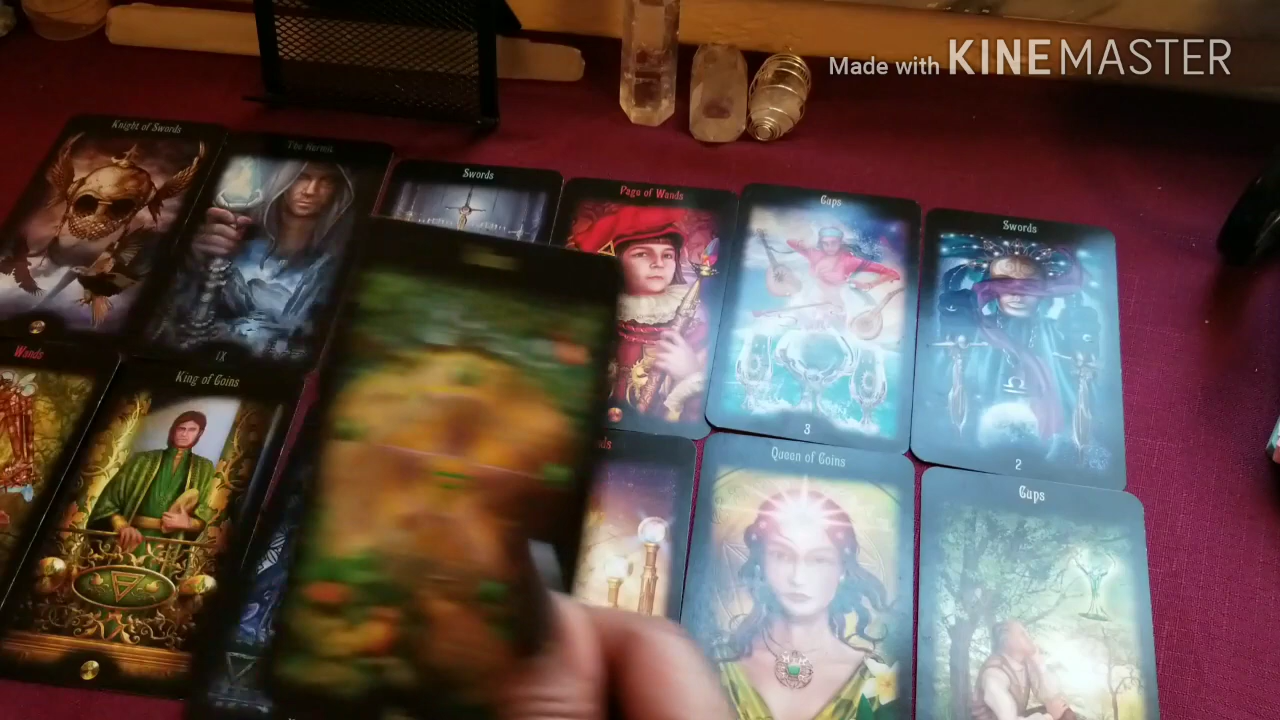 Made with KINEMASTER
Knight of Swords
The Hermit
Swords
Page of Wands
Cups
Swords
IX
3
2
Wands
King of Coins
Queen of Coins
Cups